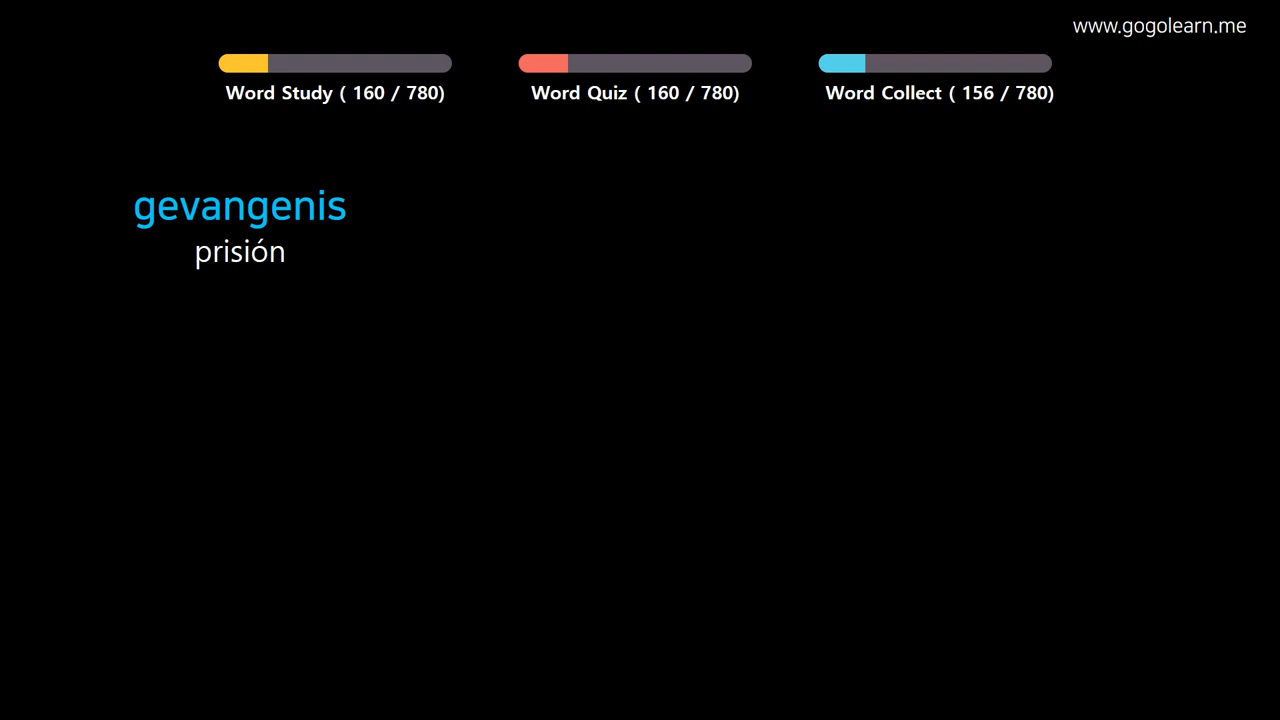 www.gogolearn.me
Word Study ( 160 / 780)
Word Quiz ( 160 / 780)
Word Collect ( 156 / 780)
gevangenis
prisión